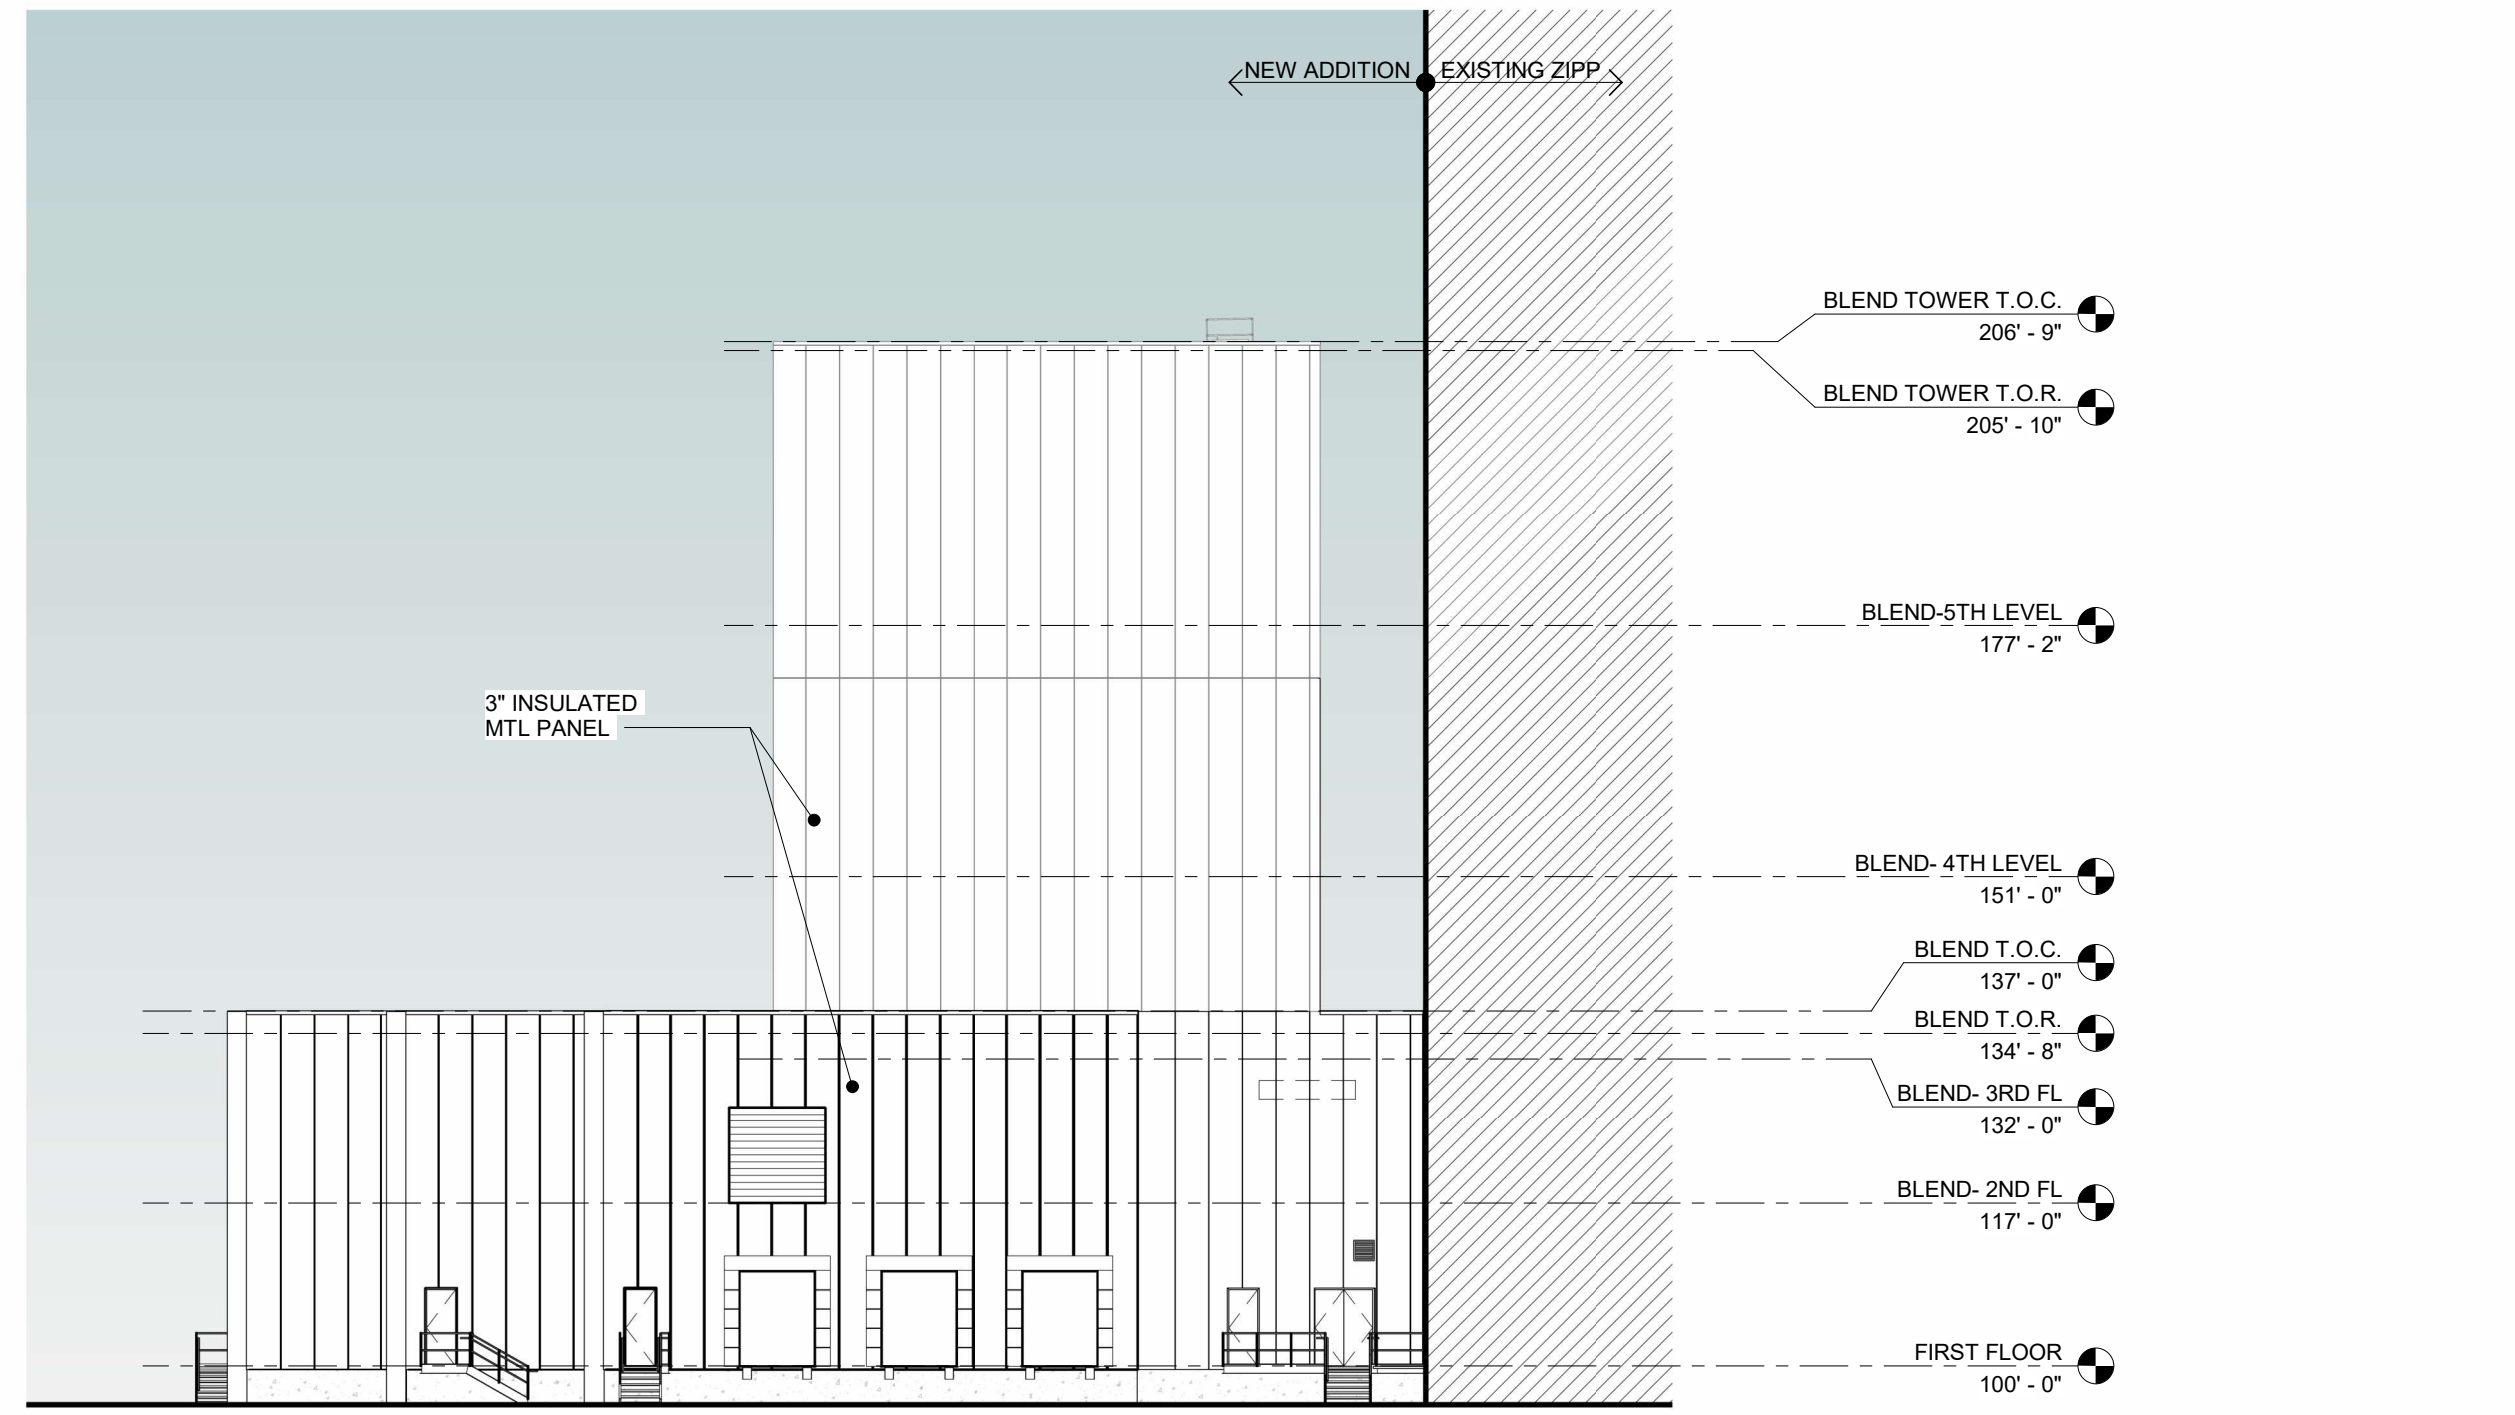 NEW ADDITION
EXISTING ZIPP
BLEND TOWER T.O.C.
206' - 9"
BLEND TOWER T.O.R.
205' - 10"
BLEND-5TH LEVEL
177' - 2"
3" INSULATED
MTL PANEL
BLEND- 4TH LEVEL
151' - 0"
BLEND T.O.C.
137' - 0"
BLEND T.O.R.
134' - 8"
BLEND- 3RD FL
132' - 0"
BLEND- 2ND FL
117' - 0"
FIRST FLOOR
100' - 0"